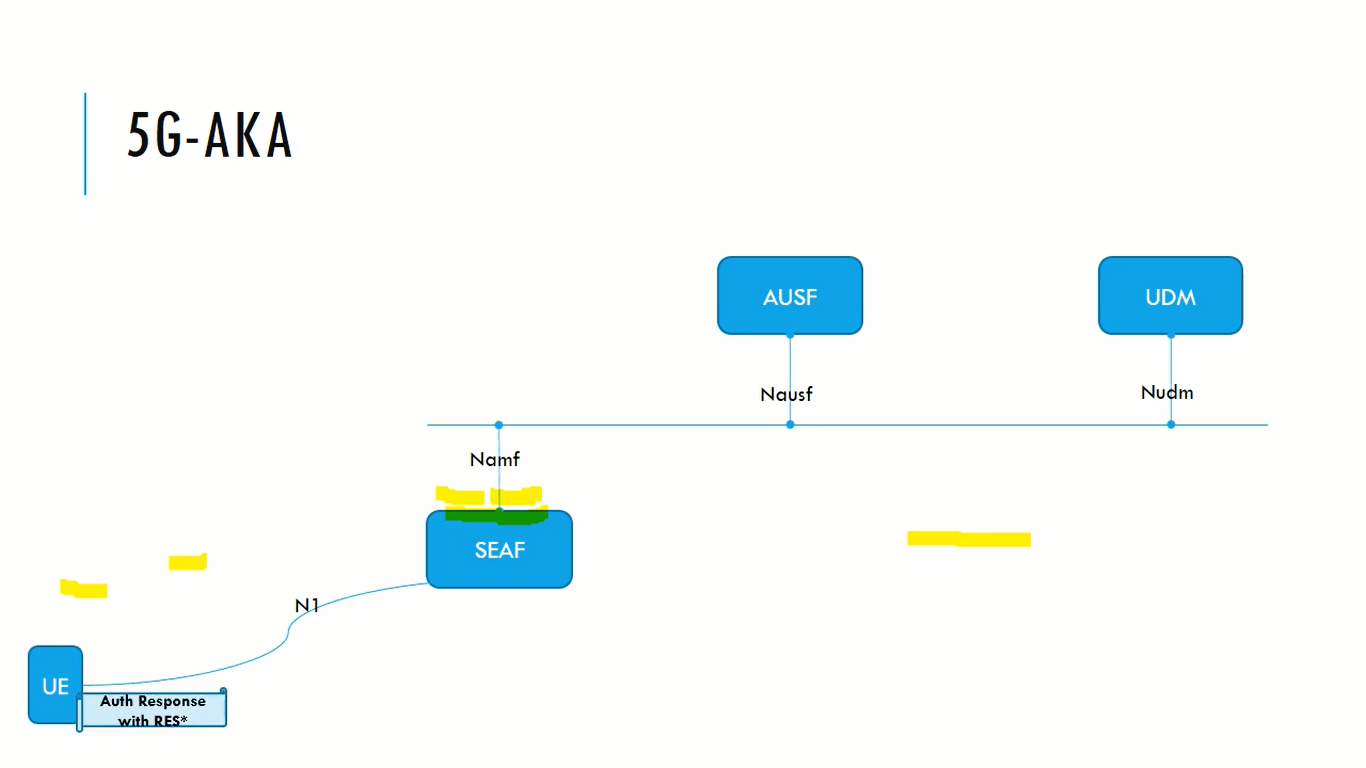 5G-AKA
AUSF
UDM
Nausf
Nudm
Namf
SEAF
N1
UE
Auth Response
with RES*